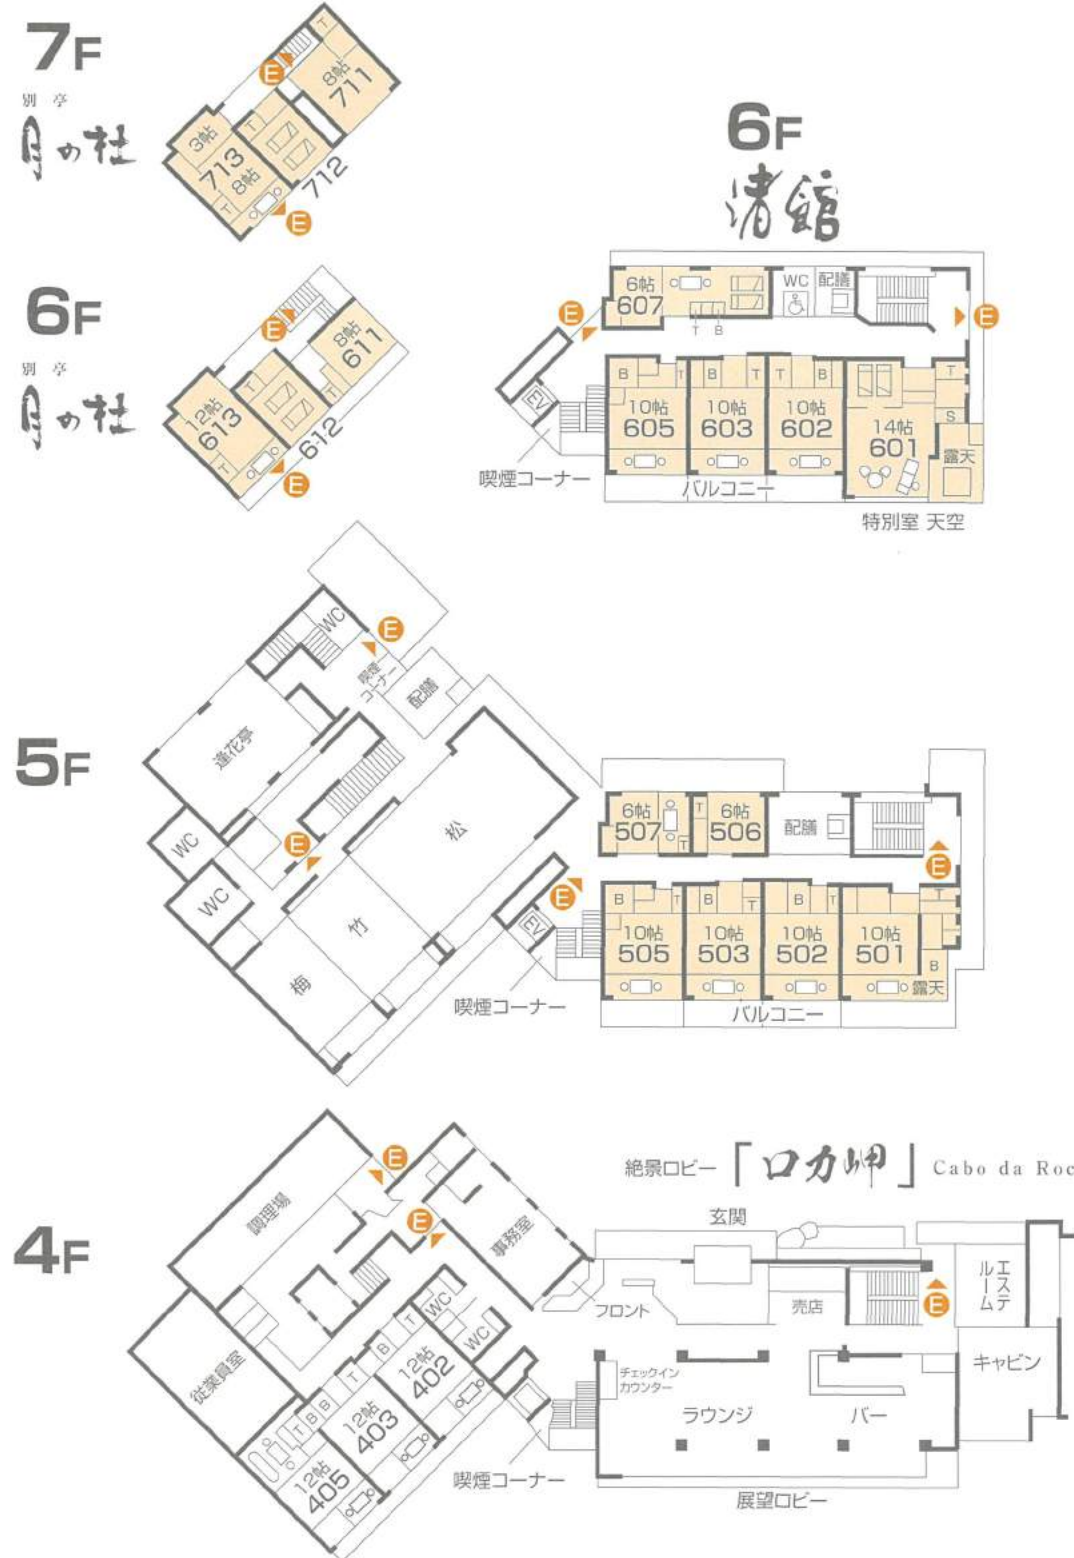 7F
別亭
月の杜
E
T
8帖
711
3帖
713
8帖
T
T
712
E
6F
別亭
月の杜
E
8帖
611
T
12帖
613
T
612
E
6F
渚館
6帖
607
T
B
WC
配膳
E
E
EV
喫煙コーナー
B
T
10帖
605
B
T
10帖
603
T
B
10帖
602
14帖
601
T
S
露天
バルコニー
特別室 天空
5F
WC
E
喫煙
コーナー
配膳
逢花亭
WC
WC
E
松
竹
梅
E
EV
喫煙コーナー
6帖
507
T
T
6帖
506
配膳
E
B
T
10帖
505
B
T
10帖
503
B
T
10帖
502
10帖
501
T
B
露天
バルコニー
絶景ロビー「ロカ岬」Cabo da Roc
4F
調理場
E
E
事務室
フロント
玄関
売店
E
エステ
ルーム
キャビン
従業員室
WC
WC
T
12帖
402
B
T
12帖
403
B
B
T
12帖
405
チェックイン
カウンター
ラウンジ
バー
喫煙コーナー
展望ロビー